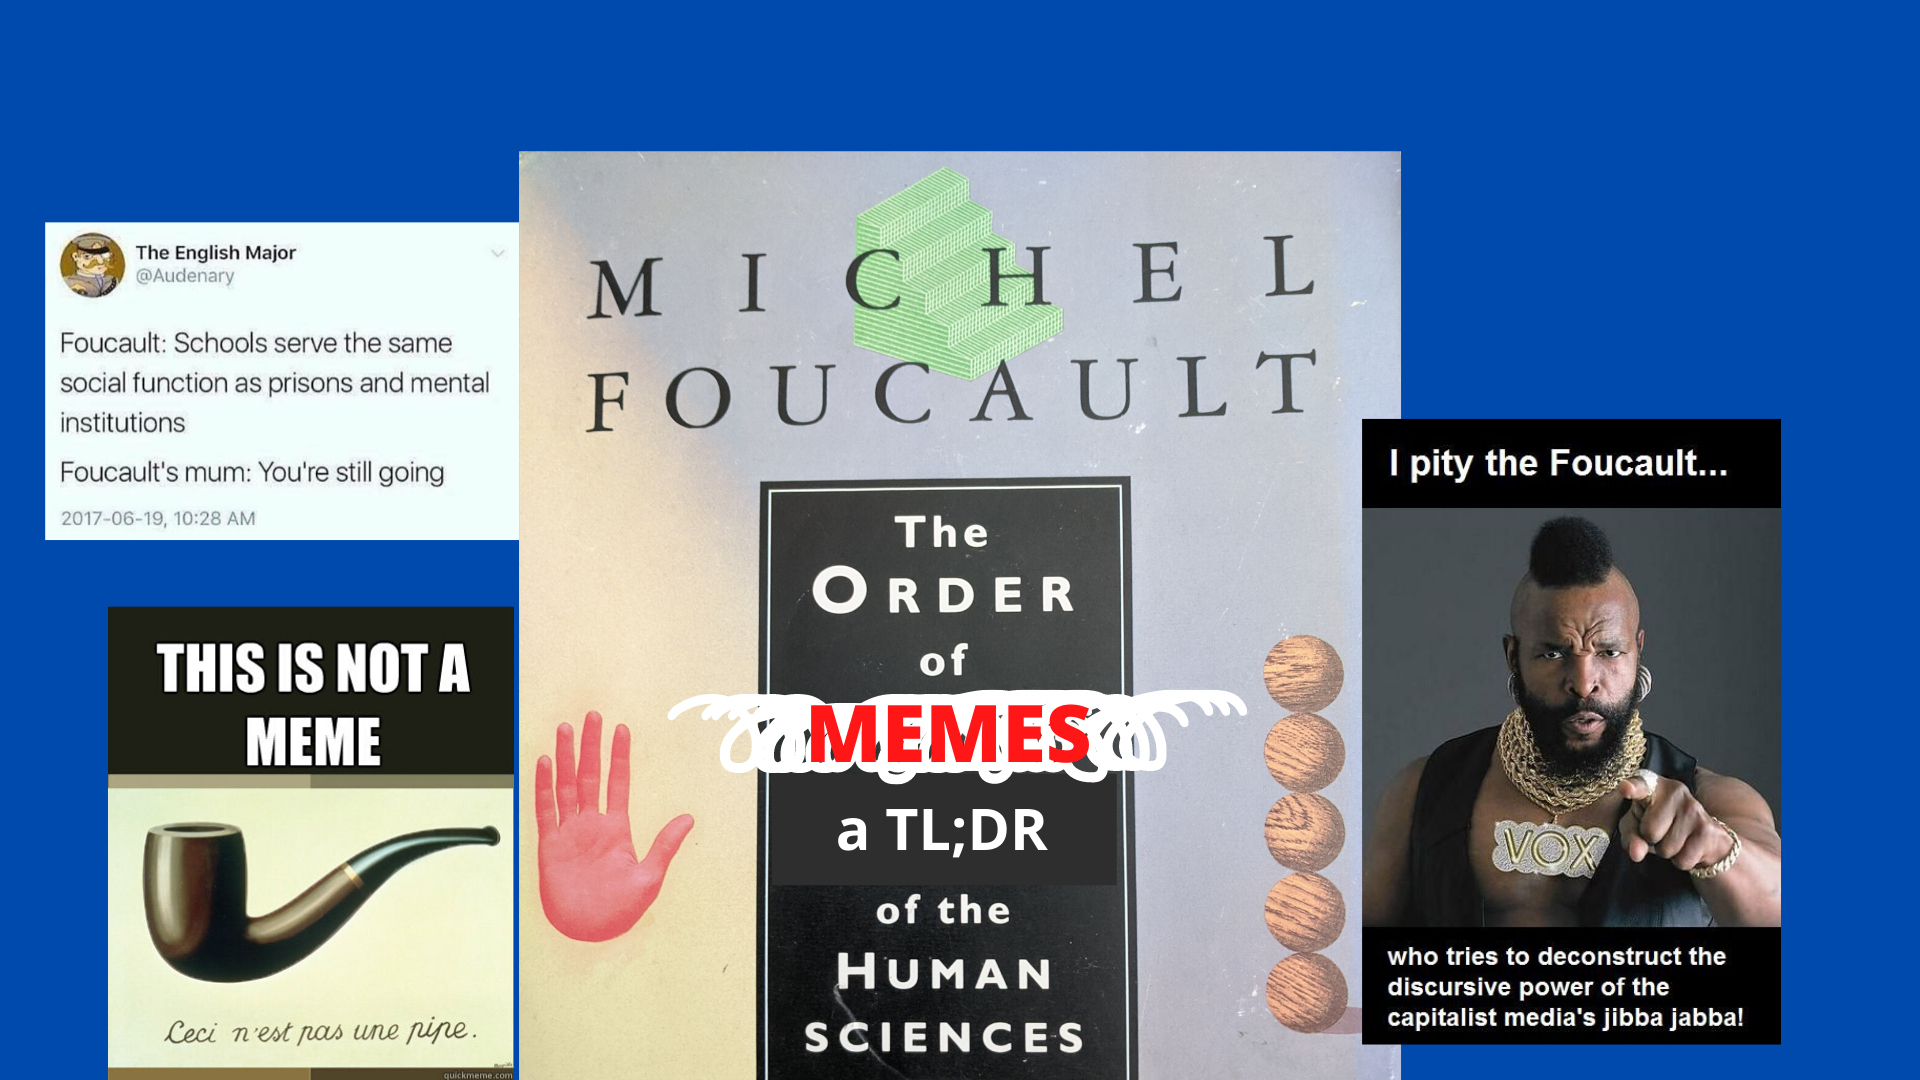 The English Major
@Audenary
Foucault: Schools serve the same
social function as prisons and mental
institutions
Foucault's mum: You're still going
2017-06-19, 10:28 AM
THIS IS NOT A
MEME
Ceci n'est pas une pipe.
quickmeme.com
MICHEL
FOUCAULT
The
ORDER
of
MEMES
a TL;DR
of the
HUMAN
SCIENCES
I pity the Foucault...
VOX
who tries to deconstruct the
discursive power of the
capitalist media's jibba jabba!